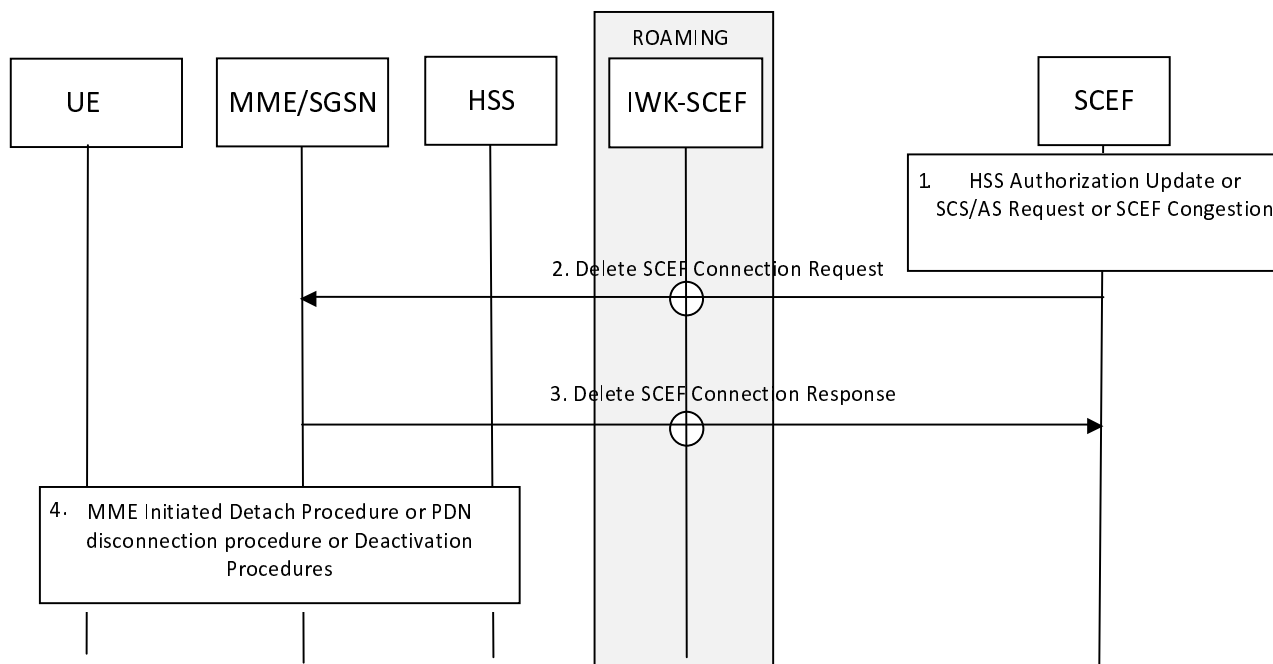 ROAMING
UE
MME/SGSN
HSS
IWK-SCEF
SCEF
1. HSS Authorization Update or
SCS/AS Request or SCEF Congestion
2. Delete SCEF Connection Request
3. Delete SCEF Connection Response
4. MME Initiated Detach Procedure or PDN
disconnection procedure or Deactivation
Procedures